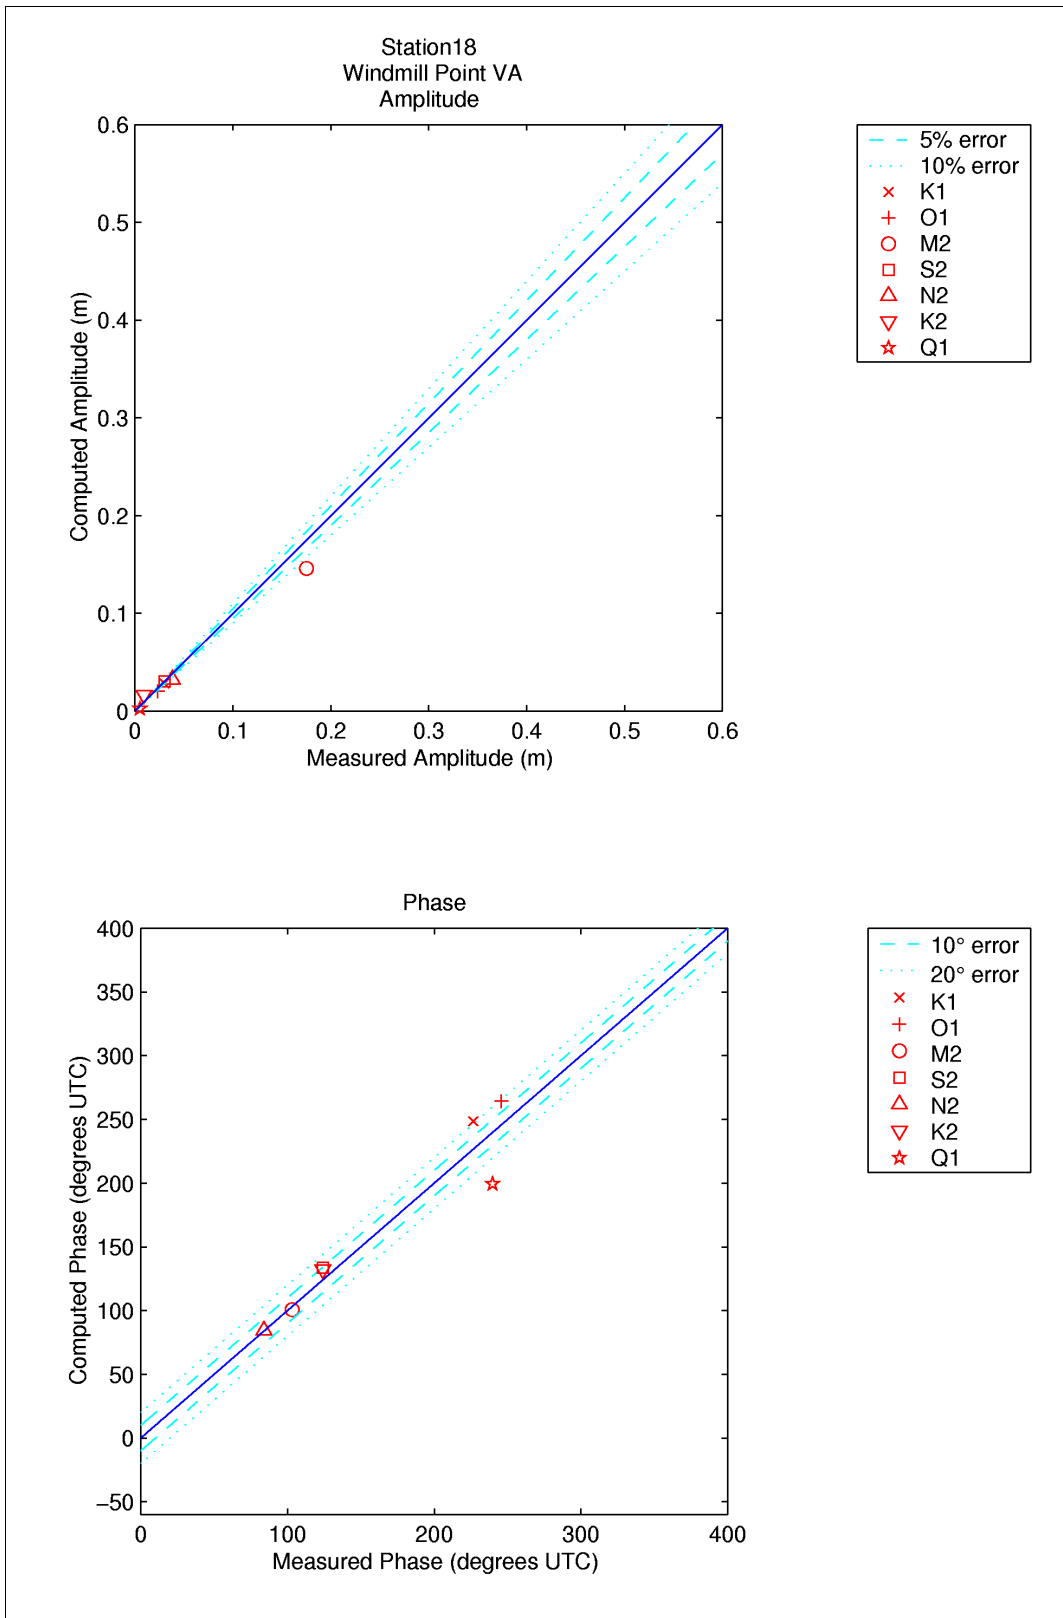 Station18
Windmill Point VA
Amplitude
0.6
0.5
0.4
0.3
0.2
0.1
0
Computed Amplitude (m)
0 0.1 0.2 0.3 0.4 0.5 0.6
Measured Amplitude (m)
5% error
10% error
K1
O1
M2
S2
N2
K2
Q1
Phase
400
350
300
250
200
150
100
50
0
−50
Computed Phase (degrees UTC)
0 100 200 300 400
Measured Phase (degrees UTC)
10° error
20° error
K1
O1
M2
S2
N2
K2
Q1